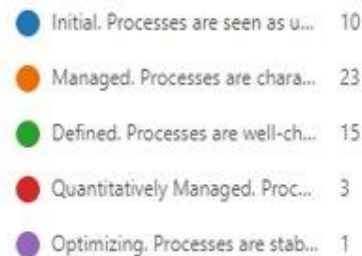 Initial. Processes are seen as u... 10
Managed. Processes are chara... 23
Defined. Processes are well-ch... 15
Quantitatively Managed. Proc... 3
Optimizing. Processes are stab... 1